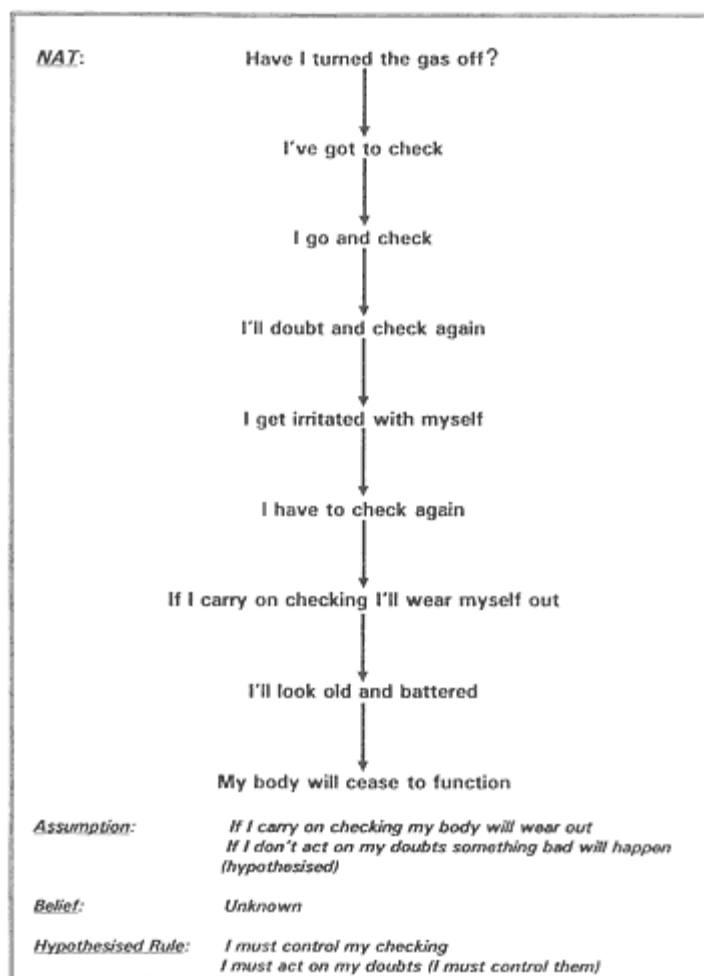 NAT: Have I turned the gas off?
I've got to check
I go and check
I'll doubt and check again
I get irritated with myself
I have to check again
If I carry on checking I'll wear myself out
I'll look old and battered
My body will cease to function
Assumption: If I carry on checking my body will wear out
If I don't act on my doubts something bad will happen
(hypothesised)
Belief: Unknown
Hypothesised Rule: I must control my checking
I must act on my doubts (I must control them)